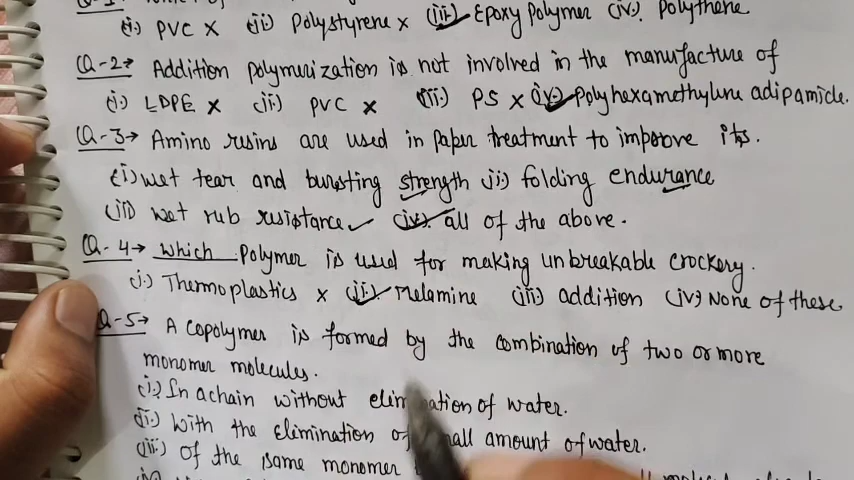 (i.) PVC × (ii) Polystyrene × (iii) Epoxy Polymer (iv.) Polythene
Q-2→ Addition polymerization is not involved in the manufacture of
(i.) LDPE × (ii) PVC × (iii.) PS × (iv.) Polyhexamethylene adipamide.
Q-3→ Amino resins are used in paper treatment to improve its.
(i) wet tear and bursting strength (ii.) folding endurance
(iii) wet rub resistance ✓ (iv). all of the above.
Q-4→ which Polymer is used for making unbreakable crockery.
(i.) Thermoplastics × (ii.) Melamine (iii) addition (iv) None of these
Q-5→ A copolymer is formed by the combination of two or more
monomer molecules.
(i.) In a chain without elimination of water.
(ii.) With the elimination of small amount of water.
(iii) of the same monomer